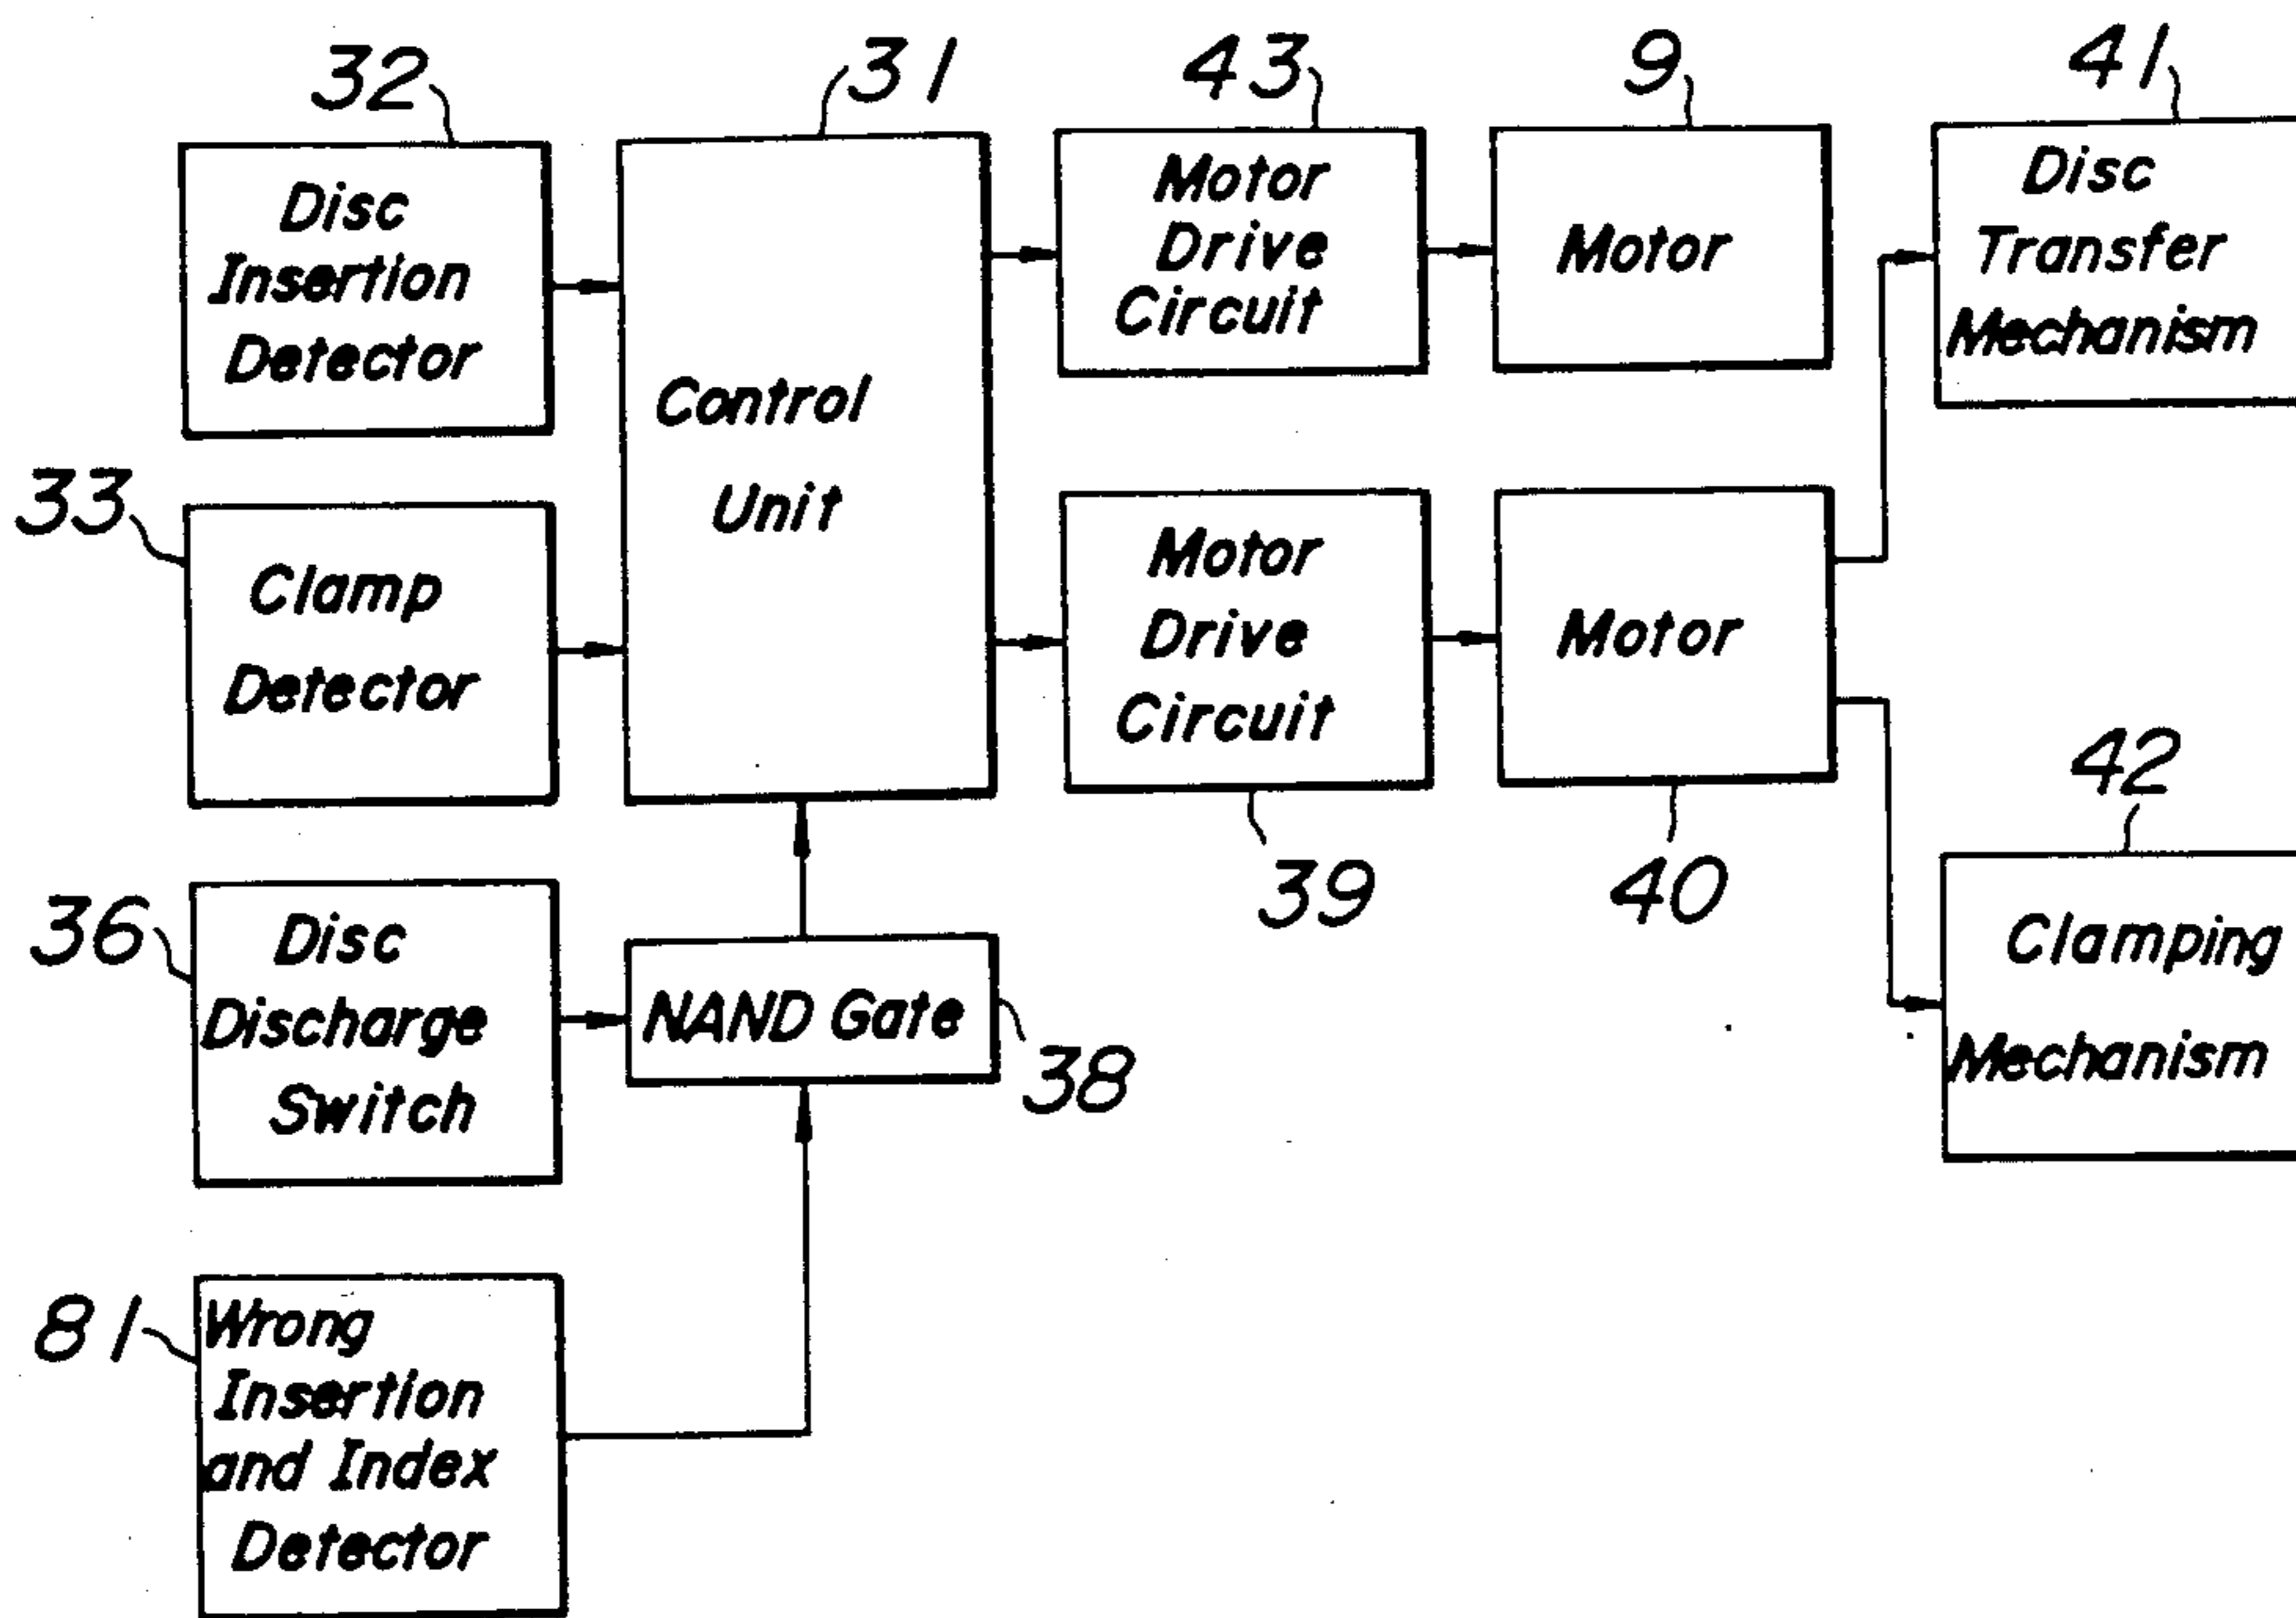 32
31
43
9
41
Disc
Insertion
Detector
Control
Unit
Motor
Drive
Circuit
Motor
Disc
Transfer
Mechanism
33
Clamp
Detector
Motor
Drive
Circuit
Motor
39
40
42
36
Disc
Discharge
Switch
NAND Gate
38
Clamping
Mechanism
81
Wrong
Insertion
and Index
Detector